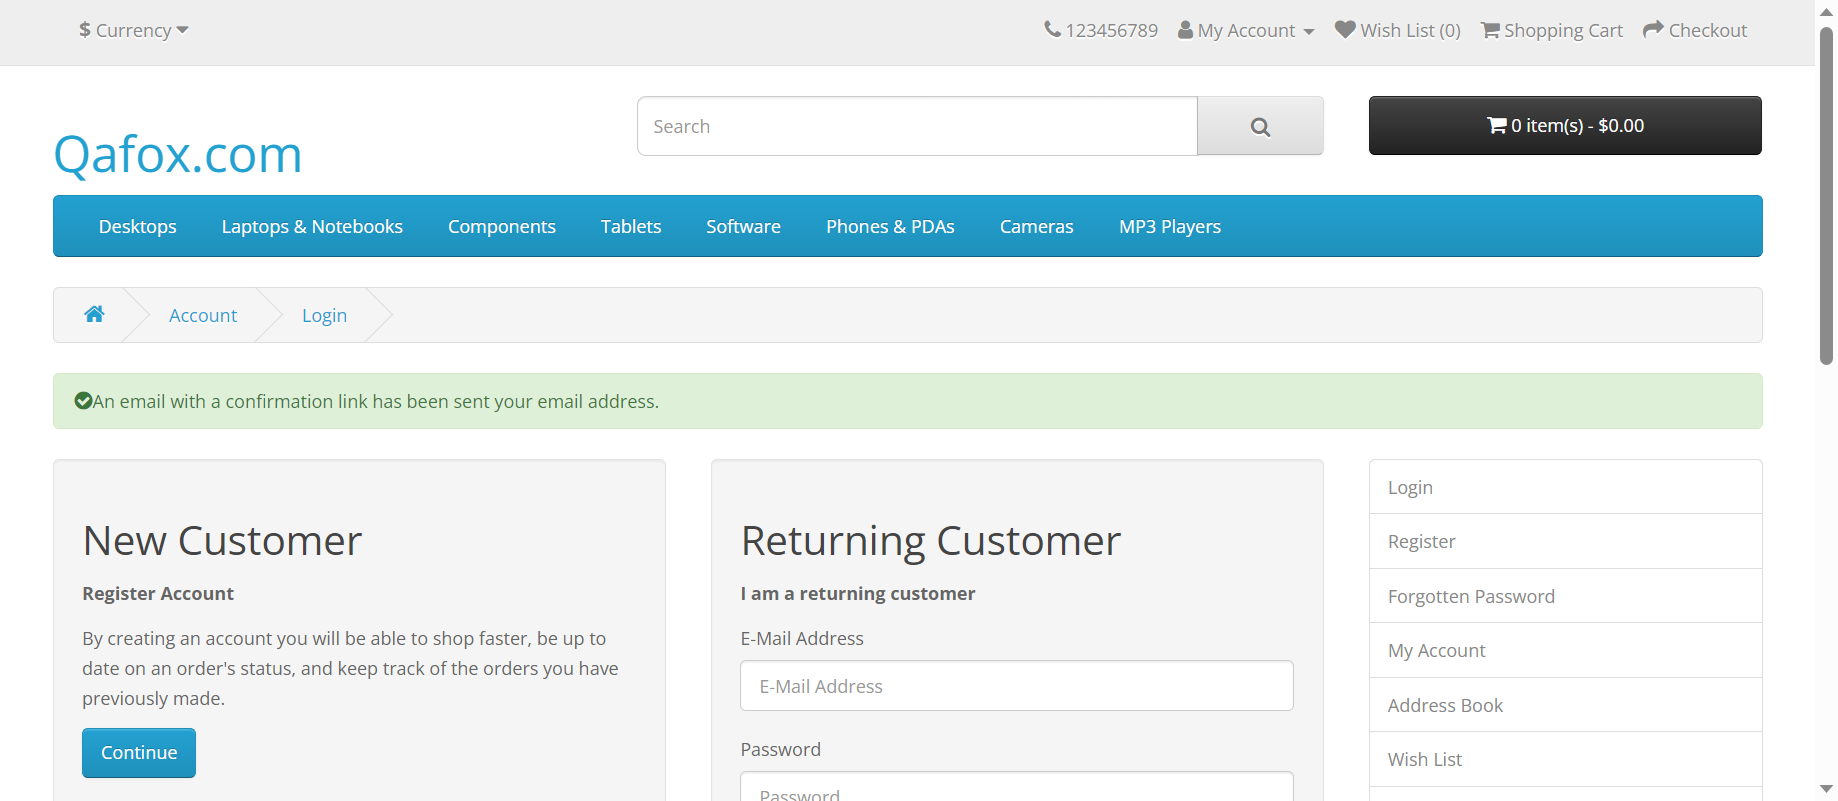 $ Currency
123456789 My Account Wish List (0) Shopping Cart Checkout
Qafox.com
Search
0 item(s) - $0.00
Desktops Laptops & Notebooks Components Tablets Software Phones & PDAs Cameras MP3 Players
Account Login
An email with a confirmation link has been sent your email address.
New Customer
Register Account
By creating an account you will be able to shop faster, be up to
date on an order's status, and keep track of the orders you have
previously made.
Continue
Returning Customer
I am a returning customer
E-Mail Address
E-Mail Address
Password
Password
Login
Register
Forgotten Password
My Account
Address Book
Wish List